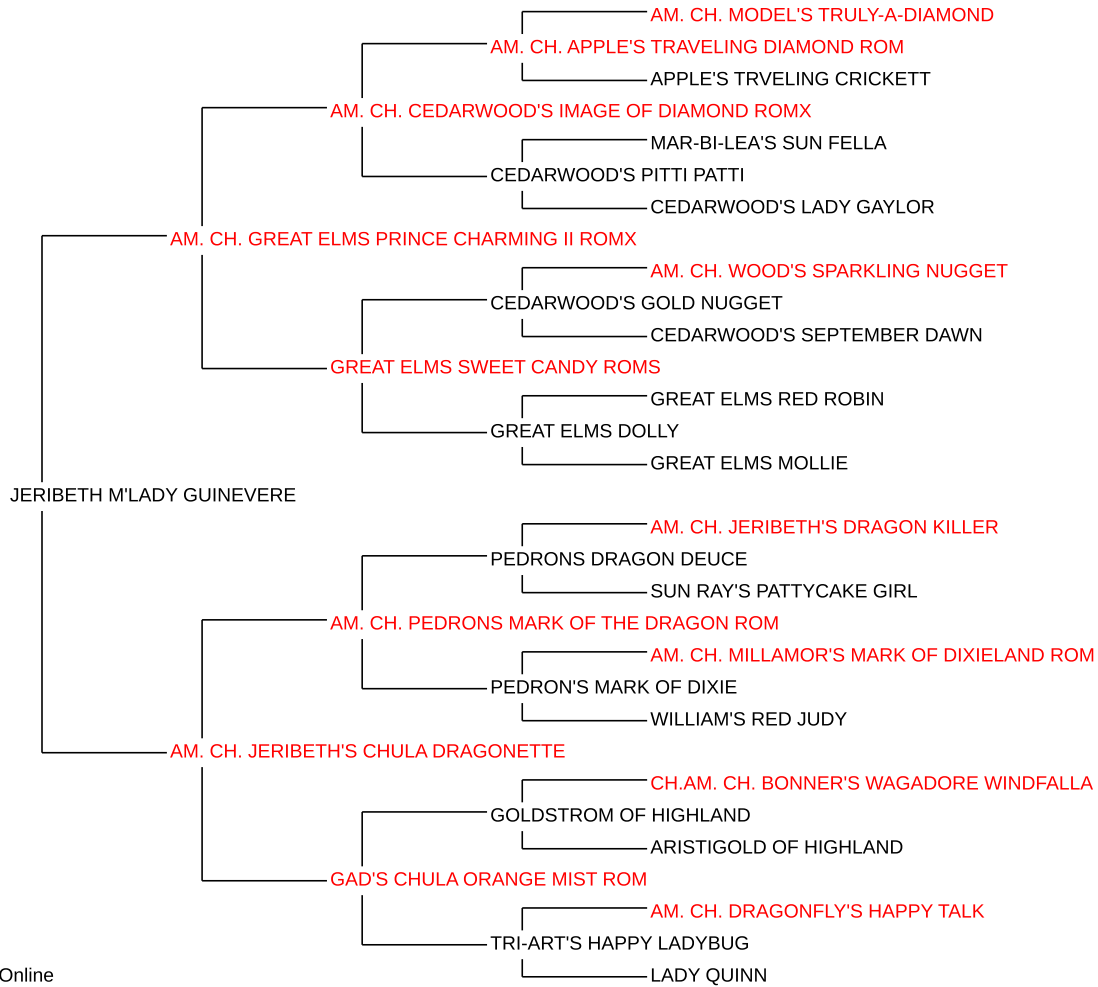 AM. CH. MODEL'S TRULY-A-DIAMOND
AM. CH. APPLE'S TRAVELING DIAMOND ROM
APPLE'S TRVELING CRICKETT
AM. CH. CEDARWOOD'S IMAGE OF DIAMOND ROMX
MAR-BI-LEA'S SUN FELLA
CEDARWOOD'S PITTI PATTI
CEDARWOOD'S LADY GAYLOR
AM. CH. GREAT ELMS PRINCE CHARMING II ROMX
AM. CH. WOOD'S SPARKLING NUGGET
CEDARWOOD'S GOLD NUGGET
CEDARWOOD'S SEPTEMBER DAWN
GREAT ELMS SWEET CANDY ROMS
GREAT ELMS RED ROBIN
GREAT ELMS DOLLY
GREAT ELMS MOLLIE
JERIBETH M'LADY GUINEVERE
AM. CH. JERIBETH'S DRAGON KILLER
PEDRONS DRAGON DEUCE
SUN RAY'S PATTYCAKE GIRL
AM. CH. PEDRONS MARK OF THE DRAGON ROM
AM. CH. MILLAMOR'S MARK OF DIXIELAND ROM
PEDRON'S MARK OF DIXIE
WILLIAM'S RED JUDY
AM. CH. JERIBETH'S CHULA DRAGONETTE
CH.AM. CH. BONNER'S WAGADORE WINDFALLA
GOLDSTROM OF HIGHLAND
ARISTIGOLD OF HIGHLAND
GAD'S CHULA ORANGE MIST ROM
AM. CH. DRAGONFLY'S HAPPY TALK
TRI-ART'S HAPPY LADYBUG
LADY QUINN
Online